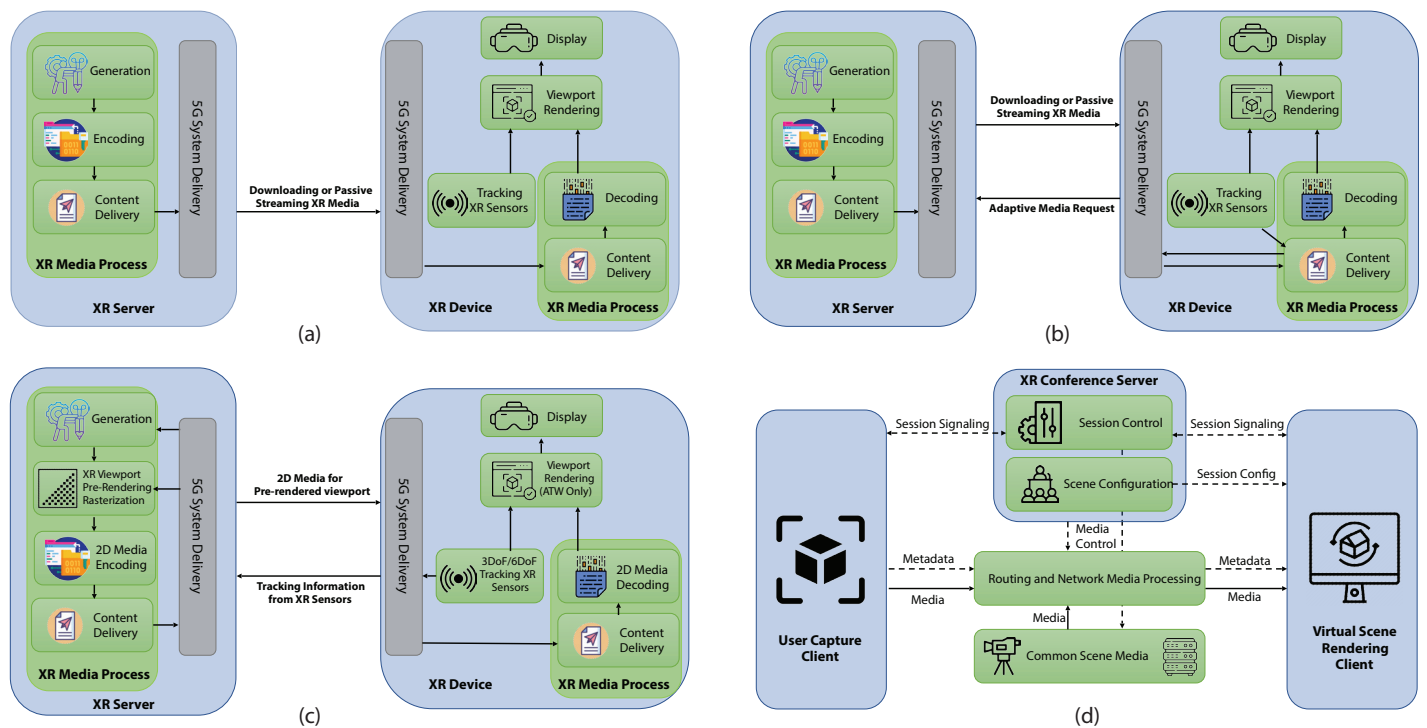 Generation
Encoding
Content
Delivery
XR Media Process
5G System Delivery
XR Server
Downloading or Passive
Streaming XR Media
5G System Delivery
Display
Viewport
Rendering
Tracking
XR Sensors
Decoding
Content
Delivery
XR Device
XR Media Process
(a)
Generation
Encoding
Content
Delivery
XR Media Process
5G System Delivery
XR Server
Downloading or Passive
Streaming XR Media
Adaptive Media Request
5G System Delivery
Display
Viewport
Rendering
Tracking
XR Sensors
Decoding
Content
Delivery
XR Device
XR Media Process
(b)
Generation
XR Viewport
Pre-Rendering
Rasterization
2D Media
Encoding
Content
Delivery
XR Media Process
5G System Delivery
XR Server
2D Media for
Pre-rendered viewport
Tracking Information
from XR Sensors
5G System Delivery
Display
Viewport
Rendering
(ATW Only)
3DoF/6DoF
Tracking XR
Sensors
2D Media
Decoding
Content
Delivery
XR Device
XR Media Process
(c)
XR Conference Server
Session Signaling
Session Control
Session Signaling
Scene Configuration
Session Config
Media
Control
Metadata
Routing and Network Media Processing
Metadata
Media
Media
Media
Common Scene Media
User Capture
Client
Virtual Scene
Rendering
Client
(d)